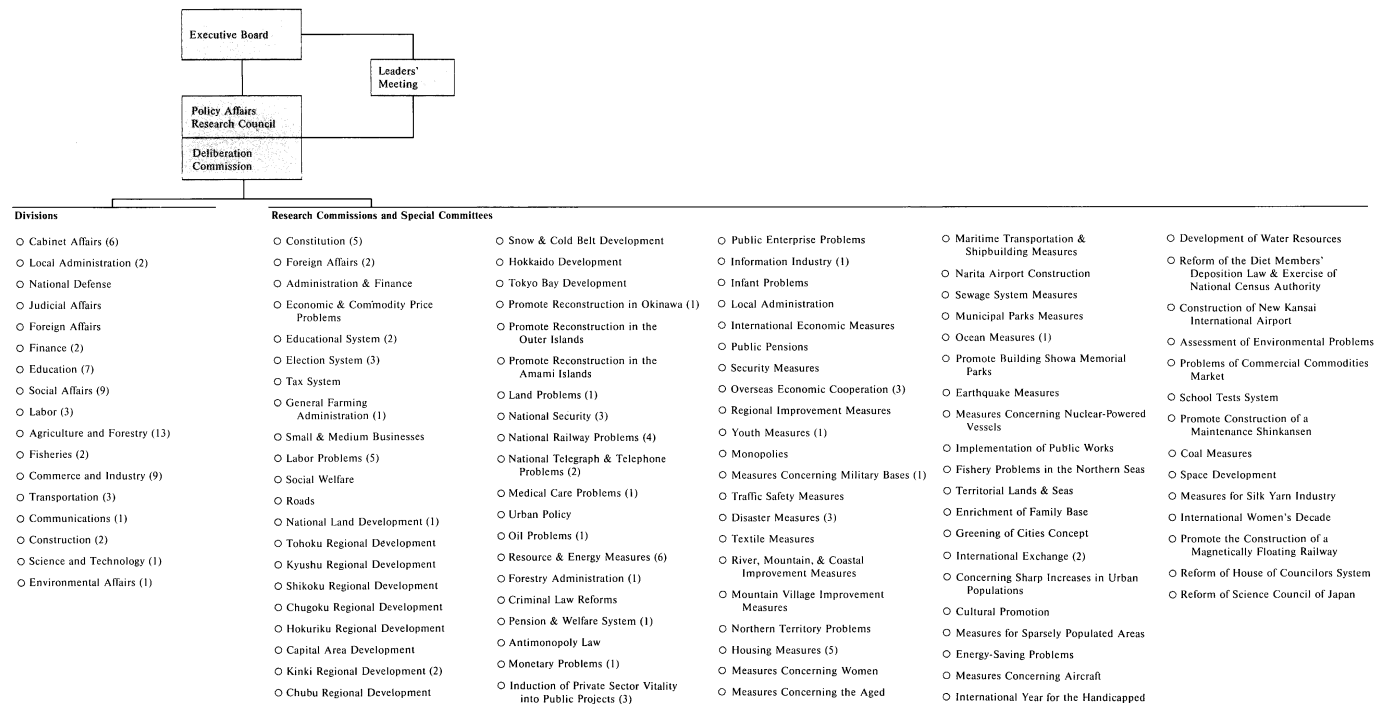 Executive Board
Leaders'
Meeting
Policy Affairs
Research Council
Deliberation
Commission
Divisions
○ Cabinet Affairs (6)
○ Local Administration (2)
○ National Defense
○ Judicial Affairs
○ Foreign Affairs
○ Finance (2)
○ Education (7)
○ Social Affairs (9)
○ Labor (3)
○ Agriculture and Forestry (13)
○ Fisheries (2)
○ Commerce and Industry (9)
○ Transportation (3)
○ Communications (1)
○ Construction (2)
○ Science and Technology (1)
○ Environmental Affairs (1)
Research Commissions and Special Committees
○ Constitution (5)
○ Foreign Affairs (2)
○ Administration & Finance
○ Economic & Commodity Price
Problems
○ Educational System (2)
○ Election System (3)
○ Tax System
○ General Farming
Administration (1)
○ Small & Medium Businesses
○ Labor Problems (5)
○ Social Welfare
○ Roads
○ National Land Development (1)
○ Tohoku Regional Development
○ Kyushu Regional Development
○ Shikoku Regional Development
○ Chugoku Regional Development
○ Hokuriku Regional Development
○ Capital Area Development
○ Kinki Regional Development (2)
○ Chubu Regional Development
○ Snow & Cold Belt Development
○ Hokkaido Development
○ Tokyo Bay Development
○ Promote Reconstruction in Okinawa (1)
○ Promote Reconstruction in the
Outer Islands
○ Promote Reconstruction in the
Amami Islands
○ Land Problems (1)
○ National Security (3)
○ National Railway Problems (4)
○ National Telegraph & Telephone
Problems (2)
○ Medical Care Problems (1)
○ Urban Policy
○ Oil Problems (1)
○ Resource & Energy Measures (6)
○ Forestry Administration (1)
○ Criminal Law Reforms
○ Pension & Welfare System (1)
○ Antimonopoly Law
○ Monetary Problems (1)
○ Induction of Private Sector Vitality
into Public Projects (3)
○ Public Enterprise Problems
○ Information Industry (1)
○ Infant Problems
○ Local Administration
○ International Economic Measures
○ Public Pensions
○ Security Measures
○ Overseas Economic Cooperation (3)
○ Regional Improvement Measures
○ Youth Measures (1)
○ Monopolies
○ Measures Concerning Military Bases (1)
○ Traffic Safety Measures
○ Disaster Measures (3)
○ Textile Measures
○ River, Mountain, & Coastal
Improvement Measures
○ Mountain Village Improvement
Measures
○ Northern Territory Problems
○ Housing Measures (5)
○ Measures Concerning Women
○ Measures Concerning the Aged
○ Maritime Transportation &
Shipbuilding Measures
○ Narita Airport Construction
○ Sewage System Measures
○ Municipal Parks Measures
○ Ocean Measures (1)
○ Promote Building Showa Memorial
Parks
○ Earthquake Measures
○ Measures Concerning Nuclear-Powered
Vessels
○ Implementation of Public Works
○ Fishery Problems in the Northern Seas
○ Territorial Lands & Seas
○ Enrichment of Family Base
○ Greening of Cities Concept
○ International Exchange (2)
○ Concerning Sharp Increases in Urban
Populations
○ Cultural Promotion
○ Measures for Sparsely Populated Areas
○ Energy-Saving Problems
○ Measures Concerning Aircraft
○ International Year for the Handicapped
○ Development of Water Resources
○ Reform of the Diet Members'
Deposition Law & Exercise of
National Census Authority
○ Construction of New Kansai
International Airport
○ Assessment of Environmental Problems
○ Problems of Commercial Commodities
Market
○ School Tests System
○ Promote Construction of a
Maintenance Shinkansen
○ Coal Measures
○ Space Development
○ Measures for Silk Yarn Industry
○ International Women's Decade
○ Promote the Construction of a
Magnetically Floating Railway
○ Reform of House of Councilors System
○ Reform of Science Council of Japan